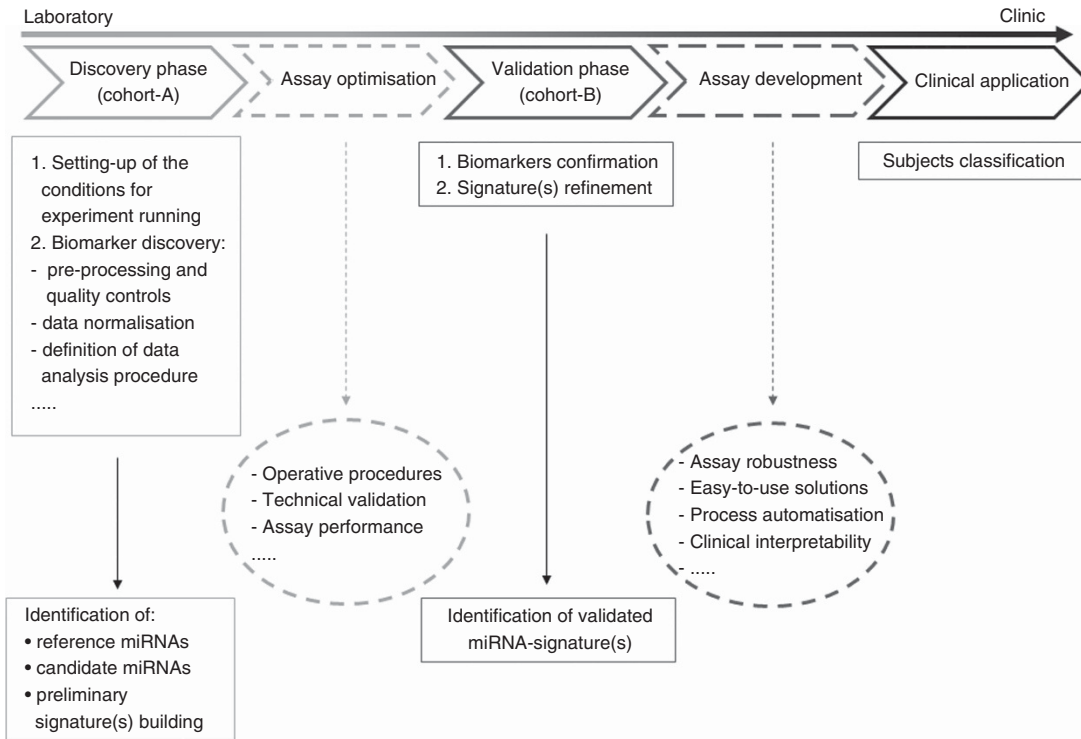 Laboratory
Clinic
Discovery phase
(cohort-A)
Assay optimisation
Validation phase
(cohort-B)
Assay development
Clinical application
1. Setting-up of the
conditions for
experiment running
2. Biomarker discovery:
- pre-processing and
quality controls
- data normalisation
- definition of data
analysis procedure
.....
1. Biomarkers confirmation
2. Signature(s) refinement
Subjects classification
- Operative procedures
- Technical validation
- Assay performance
.....
- Assay robustness
- Easy-to-use solutions
- Process automatisation
- Clinical interpretability
- .....
Identification of:
• reference miRNAs
• candidate miRNAs
• preliminary
signature(s) building
Identification of validated
miRNA-signature(s)